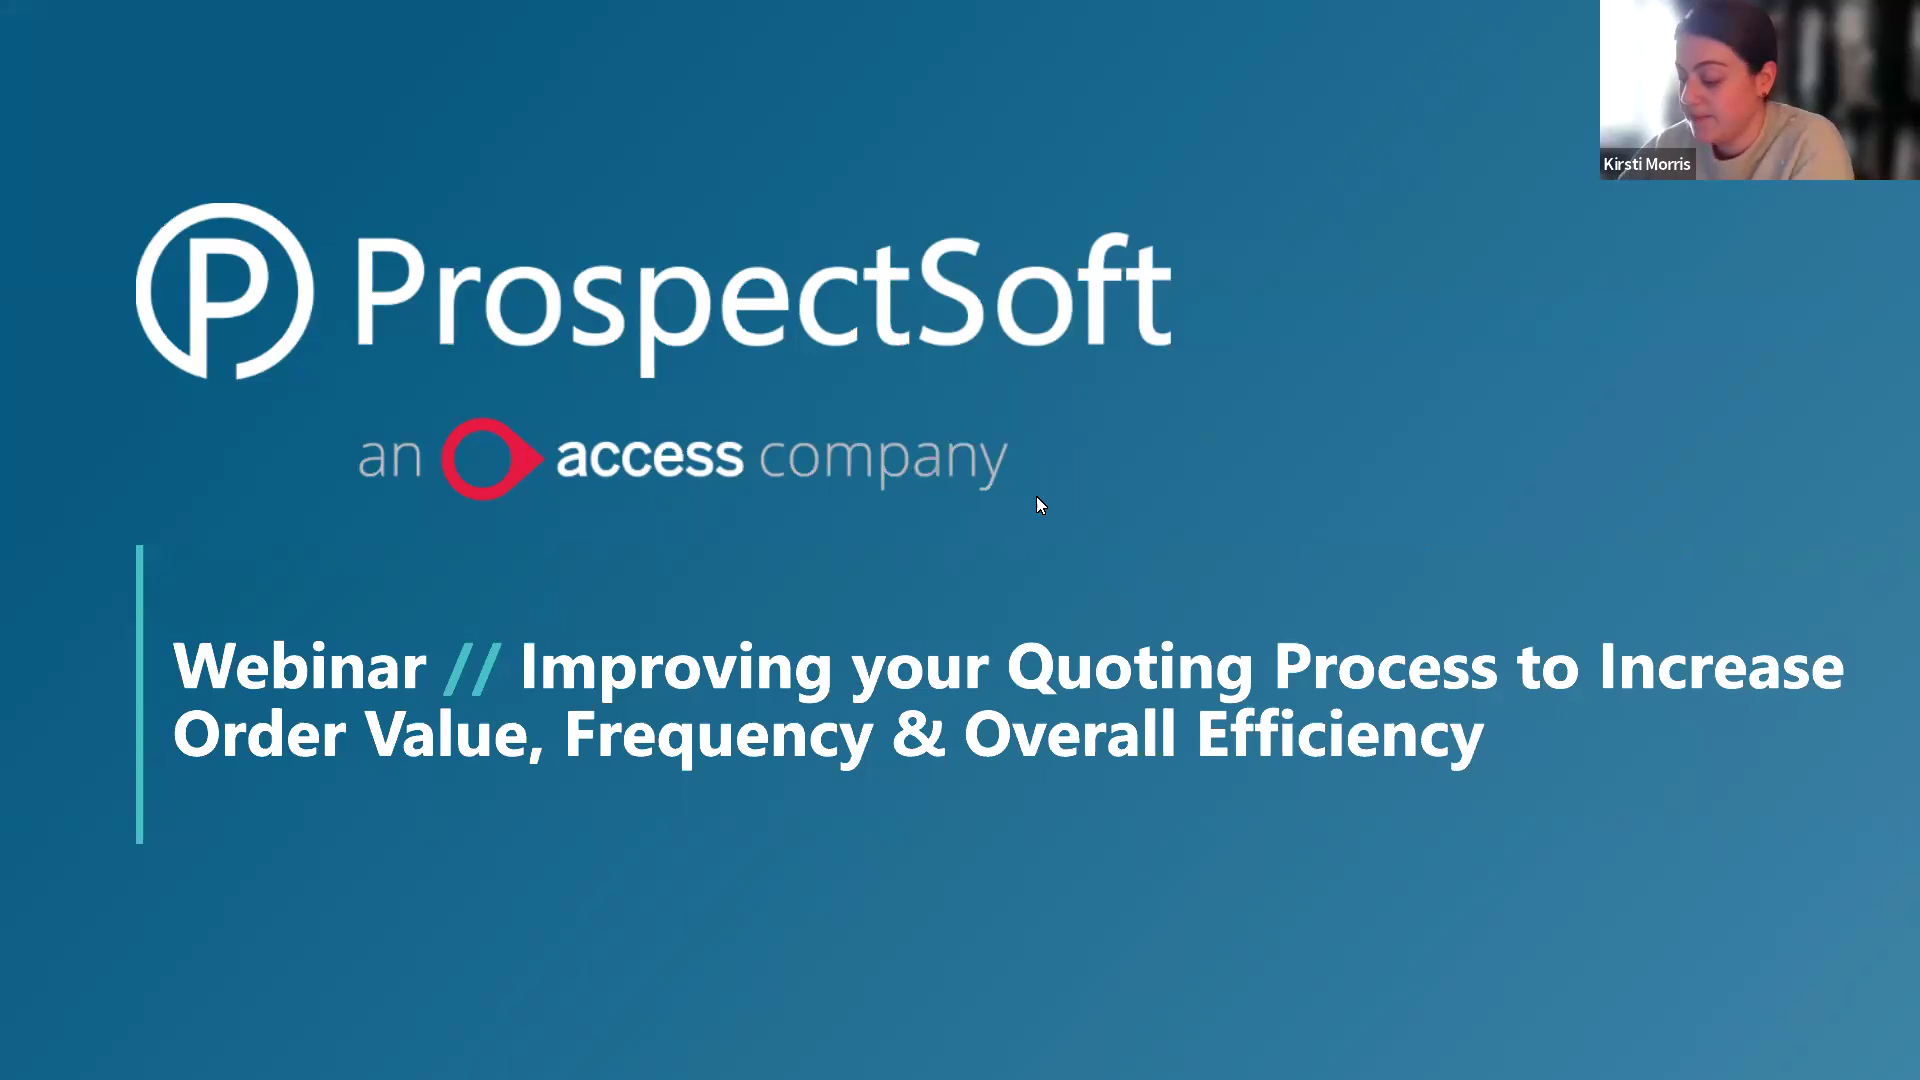 Kirsti Morris
ProspectSoft
an access company
Webinar // Improving your Quoting Process to Increase
Order Value, Frequency & Overall Efficiency